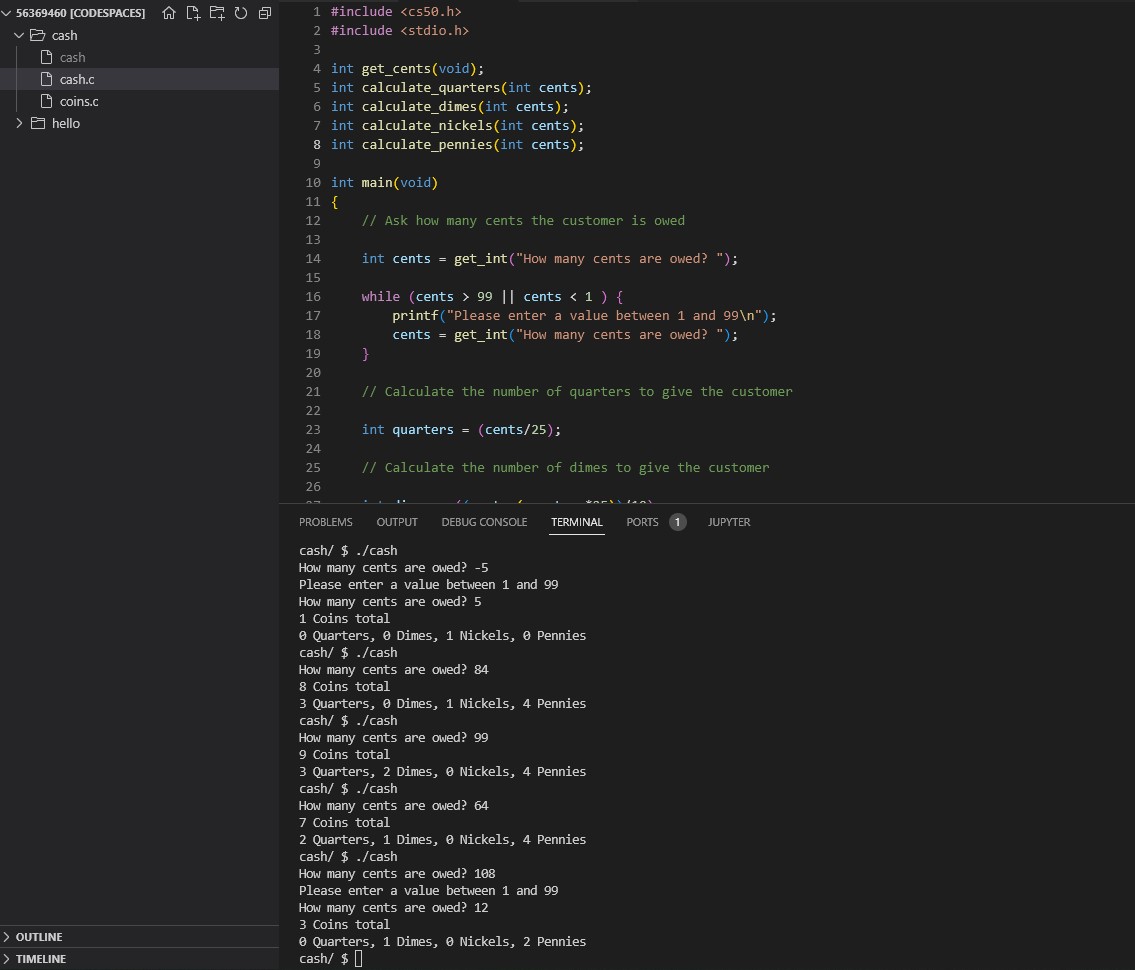 56369460 [CODESPACES]
cash
cash
cash.c
coins.c
hello
OUTLINE
TIMELINE
1 #include <cs50.h>
2 #include <stdio.h>
3
4 int get_cents(void);
5 int calculate_quarters(int cents);
6 int calculate_dimes(int cents);
7 int calculate_nickels(int cents);
8 int calculate_pennies(int cents);
9
10 int main(void)
11 {
12     // Ask how many cents the customer is owed
13
14     int cents = get_int("How many cents are owed? ");
15
16     while (cents > 99 || cents < 1 ) {
17         printf("Please enter a value between 1 and 99\n");
18         cents = get_int("How many cents are owed? ");
19     }
20
21     // Calculate the number of quarters to give the customer
22
23     int quarters = (cents/25);
24
25     // Calculate the number of dimes to give the customer
26
PROBLEMS OUTPUT DEBUG CONSOLE TERMINAL PORTS 1 JUPYTER
cash/ $ ./cash
How many cents are owed? -5
Please enter a value between 1 and 99
How many cents are owed? 5
1 Coins total
0 Quarters, 0 Dimes, 1 Nickels, 0 Pennies
cash/ $ ./cash
How many cents are owed? 84
8 Coins total
3 Quarters, 0 Dimes, 1 Nickels, 4 Pennies
cash/ $ ./cash
How many cents are owed? 99
9 Coins total
3 Quarters, 2 Dimes, 0 Nickels, 4 Pennies
cash/ $ ./cash
How many cents are owed? 64
7 Coins total
2 Quarters, 1 Dimes, 0 Nickels, 4 Pennies
cash/ $ ./cash
How many cents are owed? 108
Please enter a value between 1 and 99
How many cents are owed? 12
3 Coins total
0 Quarters, 1 Dimes, 0 Nickels, 2 Pennies
cash/ $